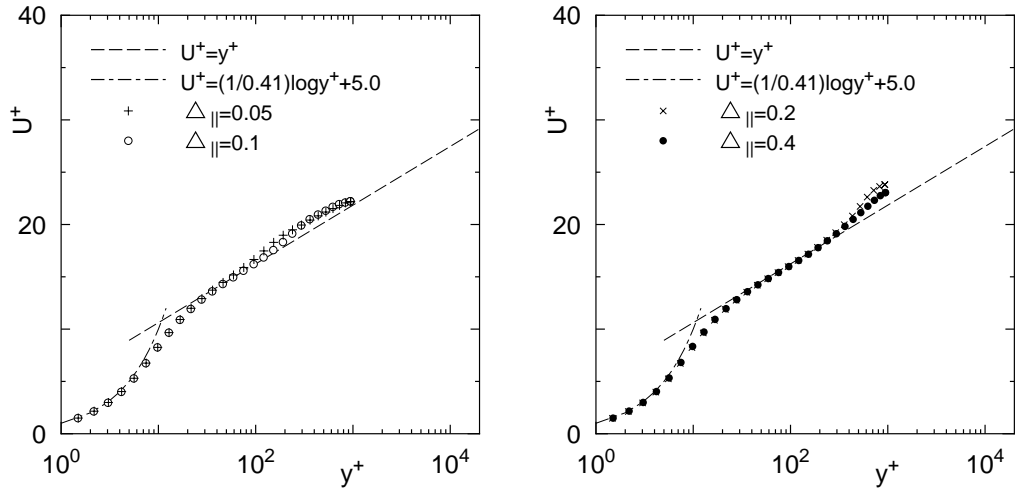 40
U⁺=y⁺
U⁺=(1/0.41)logy⁺+5.0
△||=0.05
△||=0.1
U⁺
20
0
10⁰
10²
y⁺
10⁴
40
U⁺=y⁺
U⁺=(1/0.41)logy⁺+5.0
△||=0.2
△||=0.4
U⁺
20
0
10⁰
10²
y⁺
10⁴